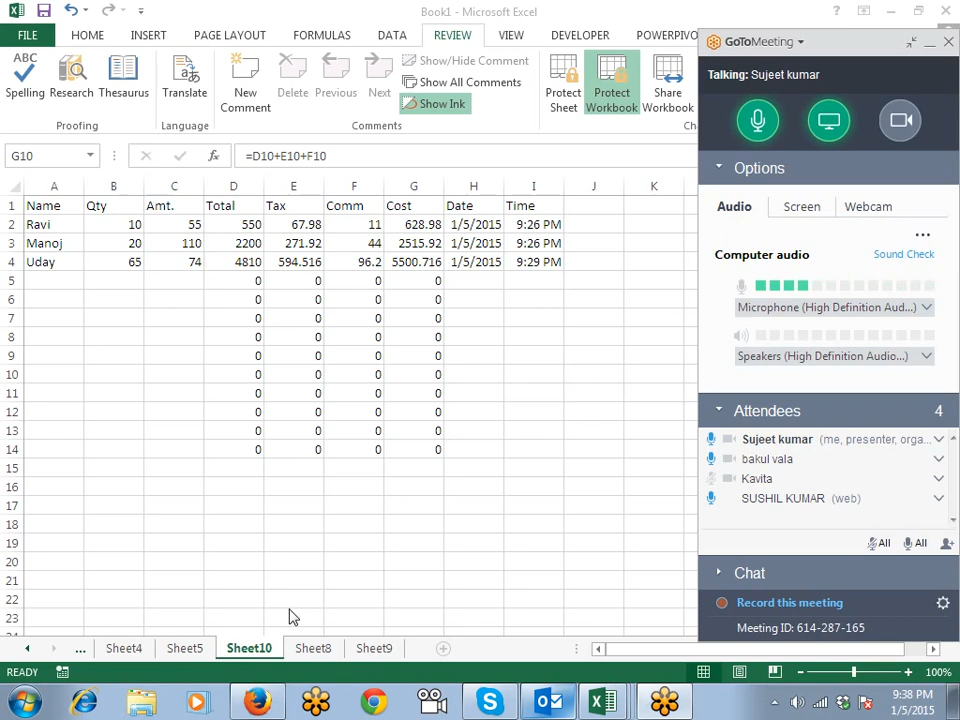 Book1 - Microsoft Excel
FILE HOME INSERT PAGE LAYOUT FORMULAS DATA REVIEW VIEW DEVELOPER POWERPIVO
ABC
Spelling Research Thesaurus Translate New Comment Delete Previous Next
Show/Hide Comment
Show All Comments
Show Ink
Protect Sheet Protect Workbook Share Workbook
Proofing Language Comments
G10 fx =D10+E10+F10
A B C D E F G H I J K
1 Name Qty Amt. Total Tax Comm Cost Date Time
2 Ravi 10 55 550 67.98 11 628.98 1/5/2015 9:26 PM
3 Manoj 20 110 2200 271.92 44 2515.92 1/5/2015 9:26 PM
4 Uday 65 74 4810 594.516 96.2 5500.716 1/5/2015 9:29 PM
5 0 0 0 0
6 0 0 0 0
7 0 0 0 0
8 0 0 0 0
9 0 0 0 0
10 0 0 0 0
11 0 0 0 0
12 0 0 0 0
13 0 0 0 0
14 0 0 0 0
15
16
17
18
19
20
21
22
23
... Sheet4 Sheet5 Sheet10 Sheet8 Sheet9
READY 100%
GoToMeeting
Talking: Sujeet kumar
Options
Audio Screen Webcam
...
Computer audio Sound Check
Microphone (High Definition Aud...)
Speakers (High Definition Audio...)
Attendees 4
Sujeet kumar (me, presenter, orga...
bakul vala
Kavita
SUSHIL KUMAR (web)
All All
Chat
Record this meeting
Meeting ID: 614-287-165
9:38 PM
1/5/2015